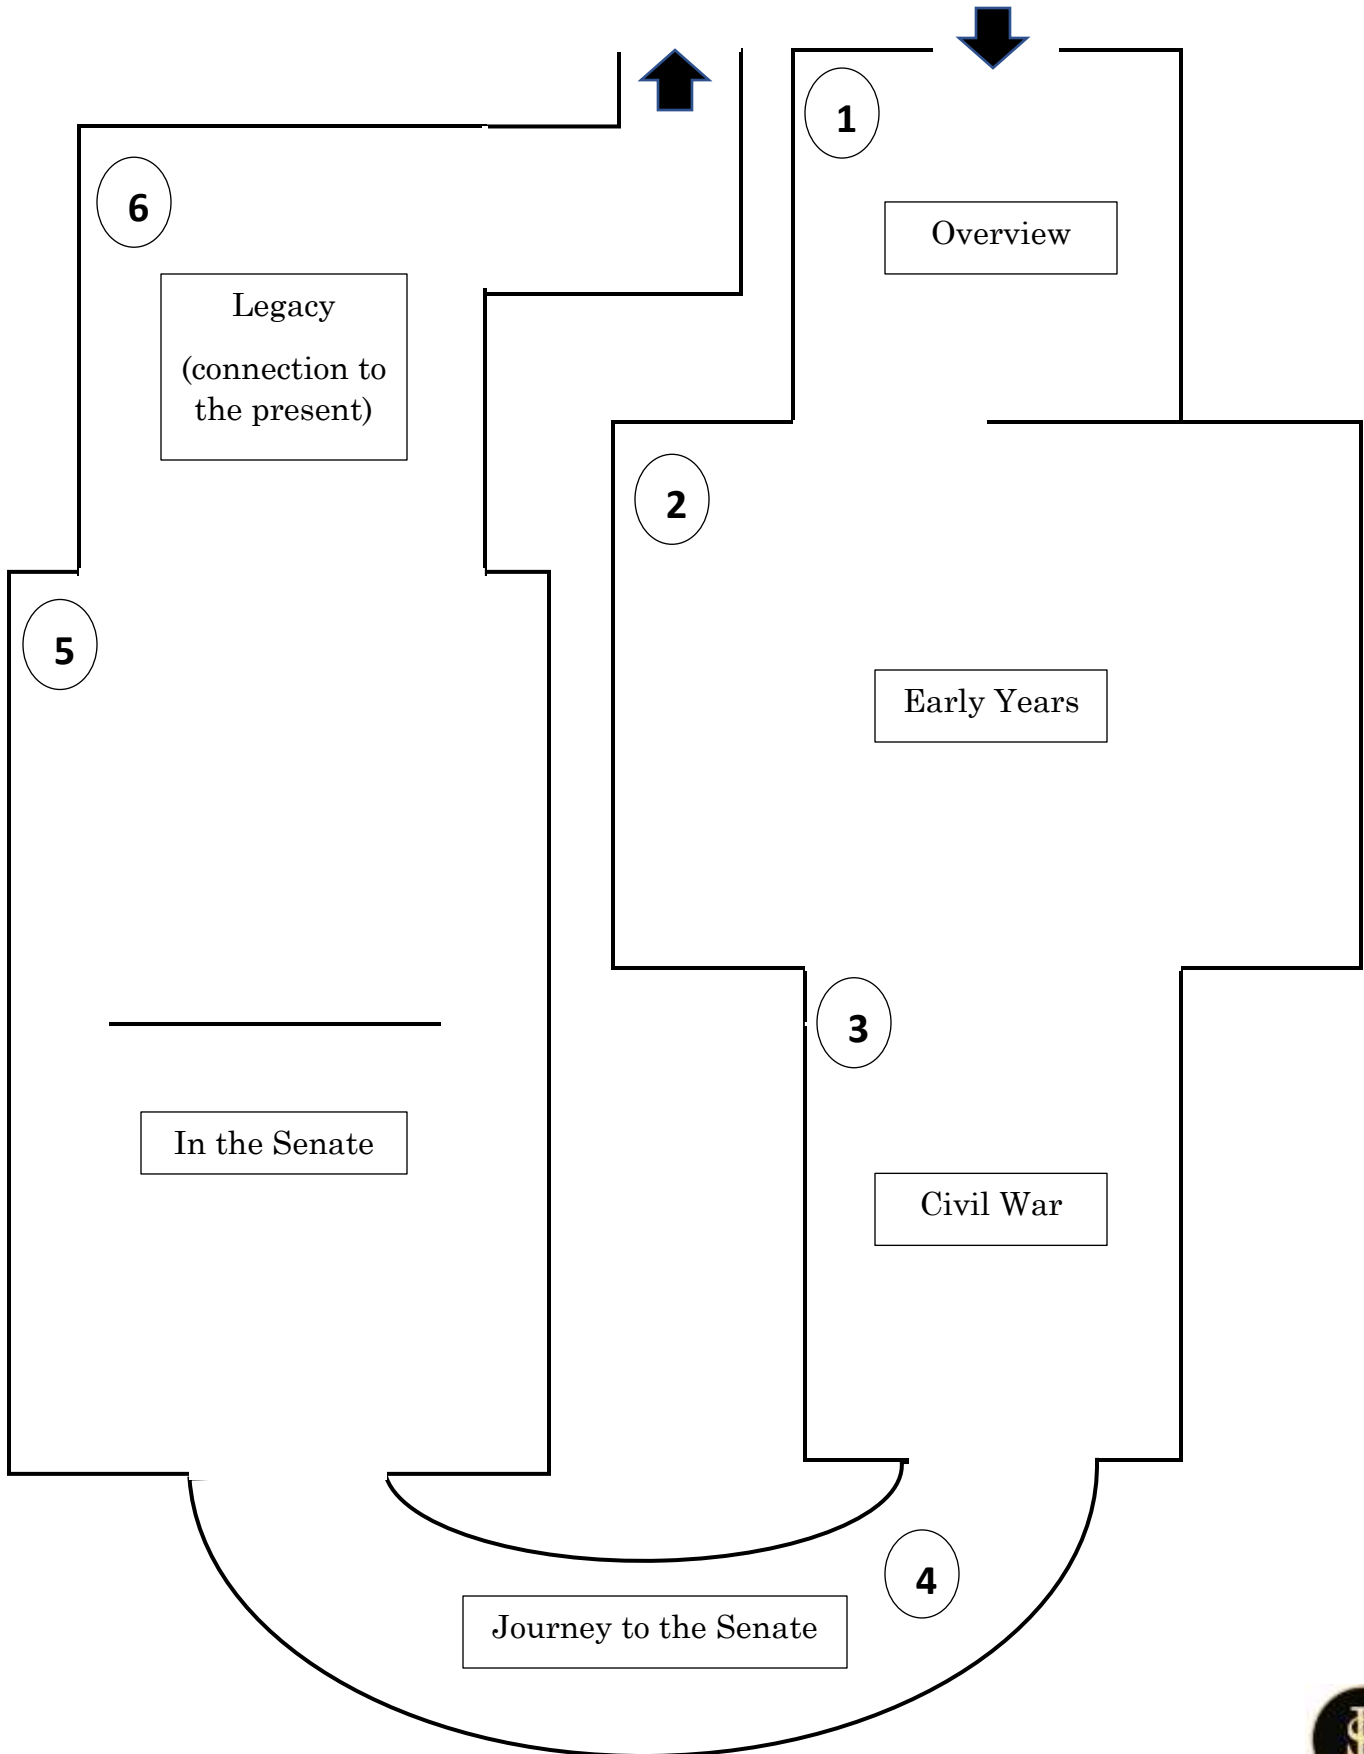 1
Overview
6
Legacy
(connection to
the present)
2
5
Early Years
3
In the Senate
Civil War
4
Journey to the Senate